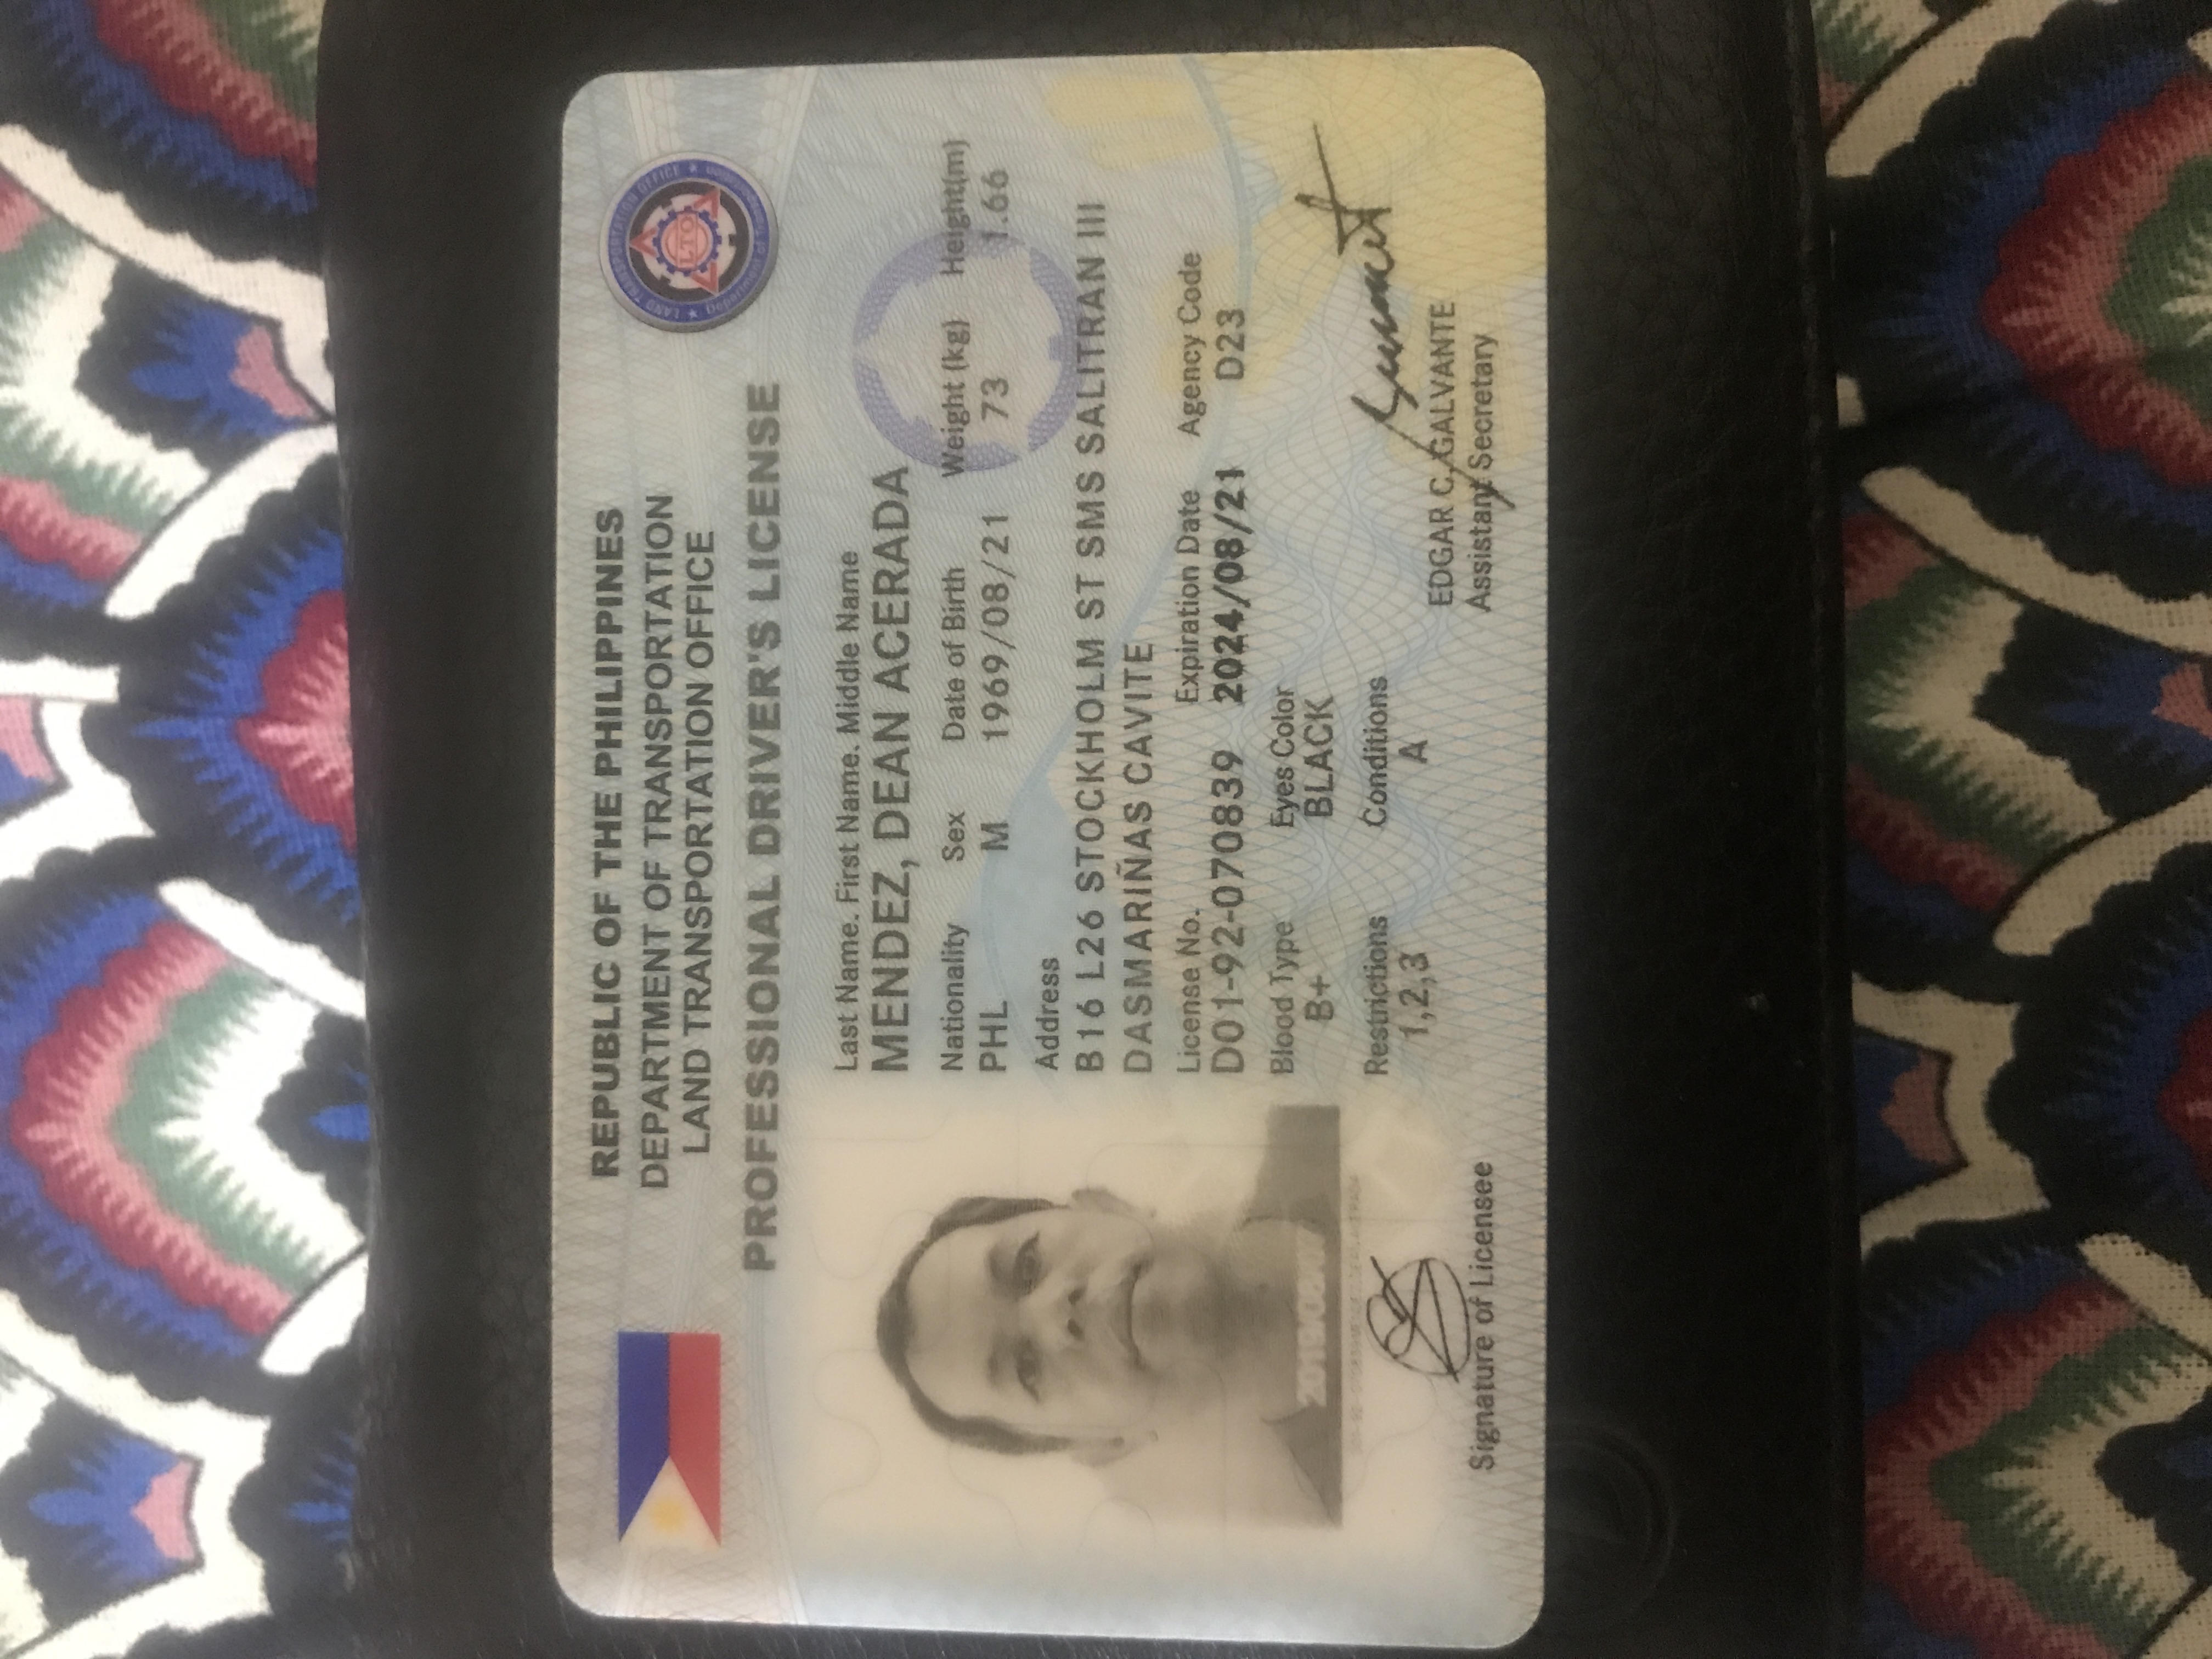 REPUBLIC OF THE PHILIPPINES
DEPARTMENT OF TRANSPORTATION
LAND TRANSPORTATION OFFICE
LAND TRANSPORTATION OFFICE
LTO
Department of Transportation
PROFESSIONAL DRIVER'S LICENSE
Last Name. First Name. Middle Name
MENDEZ, DEAN ACERADA
Nationality Sex Date of Birth Weight (kg) Height(m)
PHL M 1969/08/21 73 1.66
Address
B16 L26 STOCKHOLM ST SMS SALITRAN III
DASMARIÑAS CAVITE
License No. Expiration Date Agency Code
D01-92-070839 2024/08/21 D23
Blood Type Eyes Color
B+ BLACK
Restrictions Conditions
1,2,3 A
EDGAR C. GALVANTE
Signature of Licensee Assistant Secretary